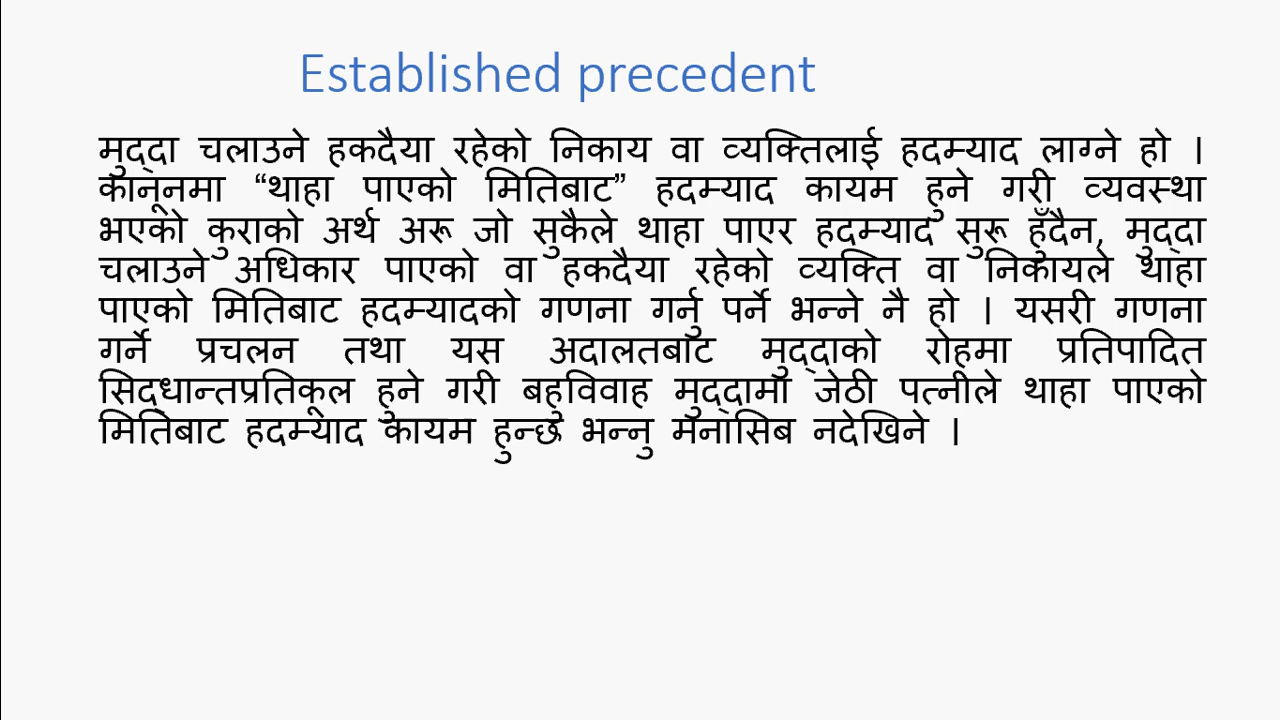 Established precedent
मुद्दा चलाउने हकदैया रहेको निकाय वा व्यक्तिलाई हदम्याद लाग्ने हो ।
कानूनमा “थाहा पाएको मितिबाट” हदम्याद कायम हुने गरी व्यवस्था
भएको कुराको अर्थ अरू जो सुकैले थाहा पाएर हदम्याद सुरू हुँदैन, मुद्दा
चलाउने अधिकार पाएको वा हकदैया रहेको व्यक्ति वा निकायले थाहा
पाएको मितिबाट हदम्यादको गणना गर्नु पर्ने भन्ने नै हो । यसरी गणना
गर्ने प्रचलन तथा यस अदालतबाट मुद्दाको रोहमा प्रतिपादित
सिद्धान्तप्रतिकूल हुने गरी बहुविवाह मुद्दामा जेठी पत्नीले थाहा पाएको
मितिबाट हदम्याद कायम हुन्छ भन्नु मनासिब नदेखिने ।